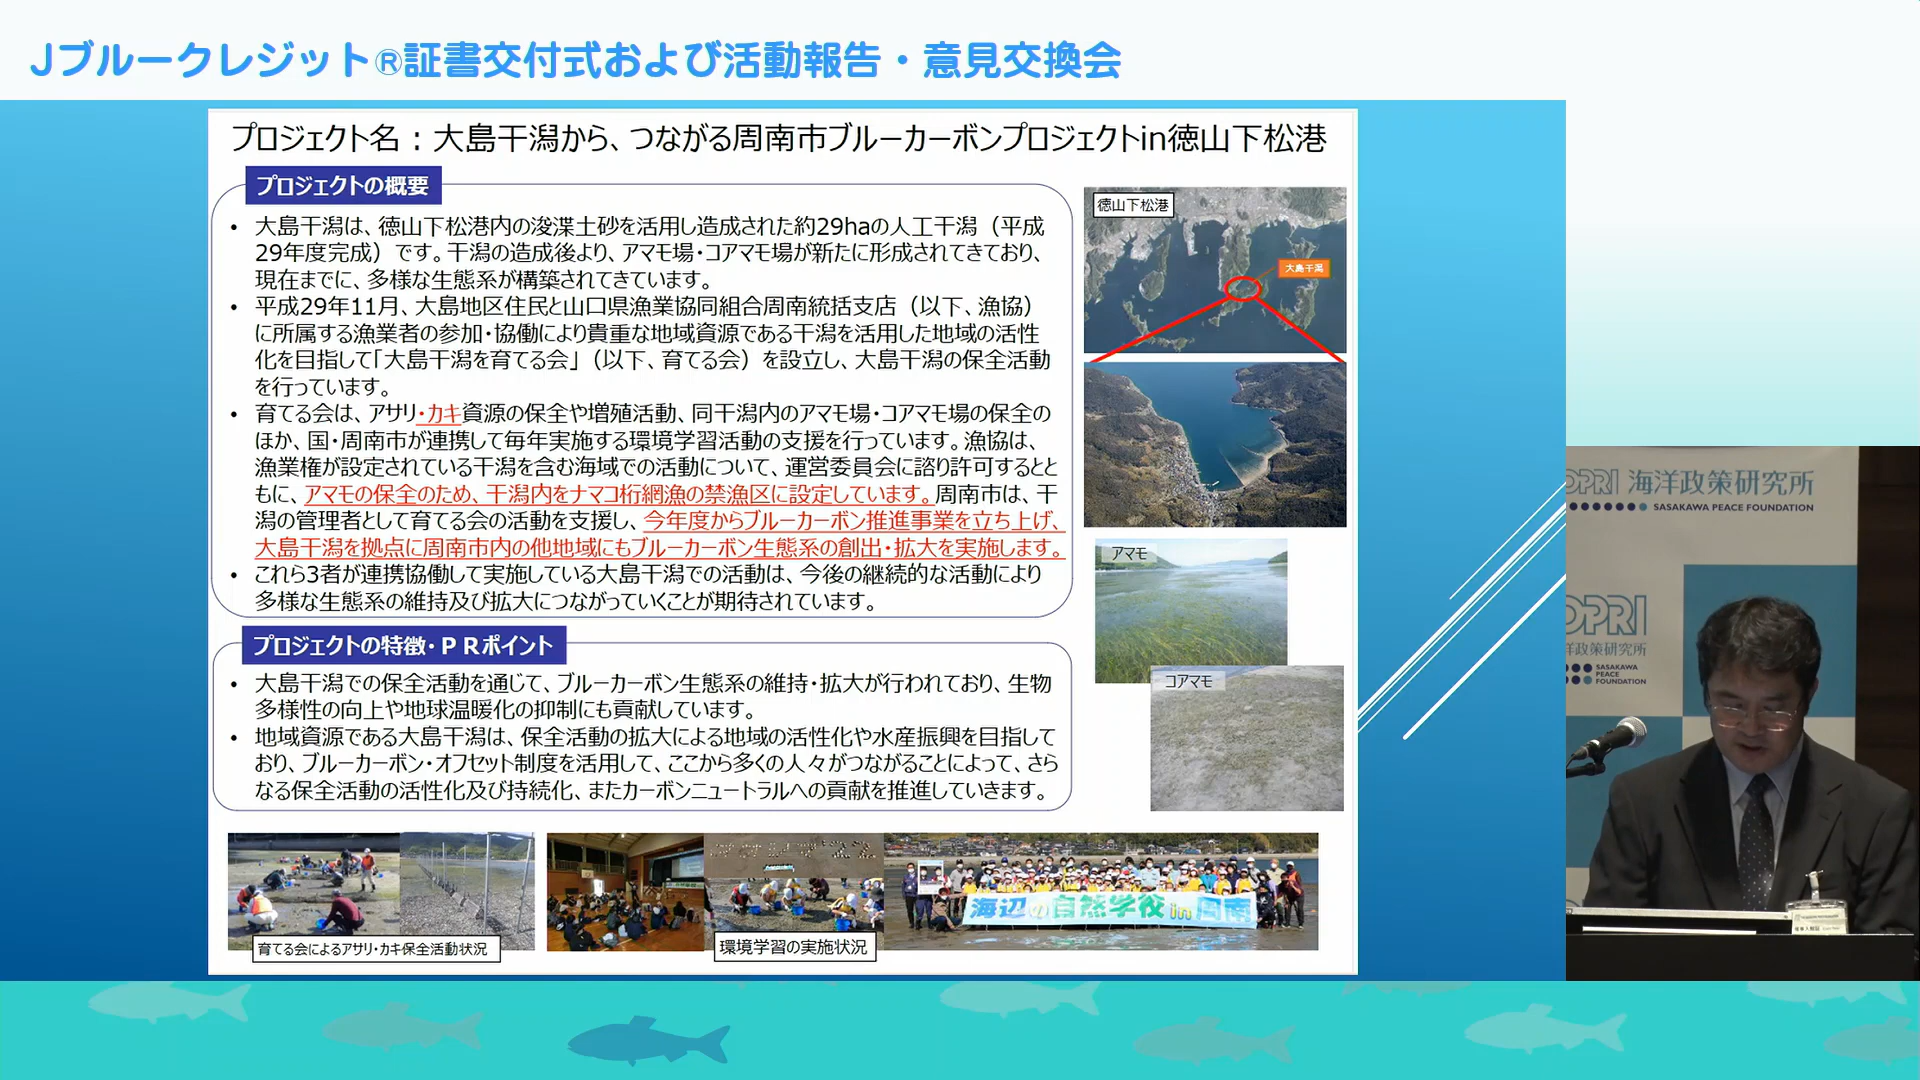 Jブルークレジット®証書交付式および活動報告・意見交換会
プロジェクト名：大島干潟から、つながる周南市ブルーカーボンプロジェクトin徳山下松港
プロジェクトの概要
• 大島干潟は、徳山下松港内の浚渫土砂を活用し造成された約29haの人工干潟（平成
29年度完成）です。干潟の造成後より、アマモ場・コアマモ場が新たに形成されてきており、
現在までに、多様な生態系が構築されてきています。
• 平成29年11月、大島地区住民と山口県漁業協同組合周南統括支店（以下、漁協）
に所属する漁業者の参加・協働により貴重な地域資源である干潟を活用した地域の活性
化を目指して「大島干潟を育てる会」（以下、育てる会）を設立し、大島干潟の保全活動
を行っています。
• 育てる会は、アサリ・カキ資源の保全や増殖活動、同干潟内のアマモ場・コアマモ場の保全の
ほか、国・周南市が連携して毎年実施する環境学習活動の支援を行っています。漁協は、
漁業権が設定されている干潟を含む海域での活動について、運営委員会に諮り許可するとと
もに、アマモの保全のため、干潟内をナマコ桁網漁の禁漁区に設定しています。周南市は、干
潟の管理者として育てる会の活動を支援し、今年度からブルーカーボン推進事業を立ち上げ、
大島干潟を拠点に周南市内の他地域にもブルーカーボン生態系の創出・拡大を実施します。
• これら3者が連携協働して実施している大島干潟での活動は、今後の継続的な活動により
多様な生態系の維持及び拡大につながっていくことが期待されています。
プロジェクトの特徴・ＰＲポイント
• 大島干潟での保全活動を通じて、ブルーカーボン生態系の維持・拡大が行われており、生物
多様性の向上や地球温暖化の抑制にも貢献しています。
• 地域資源である大島干潟は、保全活動の拡大による地域の活性化や水産振興を目指して
おり、ブルーカーボン・オフセット制度を活用して、ここから多くの人々がつながることによって、さら
なる保全活動の活性化及び持続化、またカーボンニュートラルへの貢献を推進していきます。
徳山下松港
大島干潟
アマモ
コアマモ
育てる会によるアサリ・カキ保全活動状況
環境学習の実施状況
海辺の自然学校in周南
OPRI 海洋政策研究所
SASAKAWA PEACE FOUNDATION
OPRI
洋政策研究所
SASAKAWA
PEACE
FOUNDATION